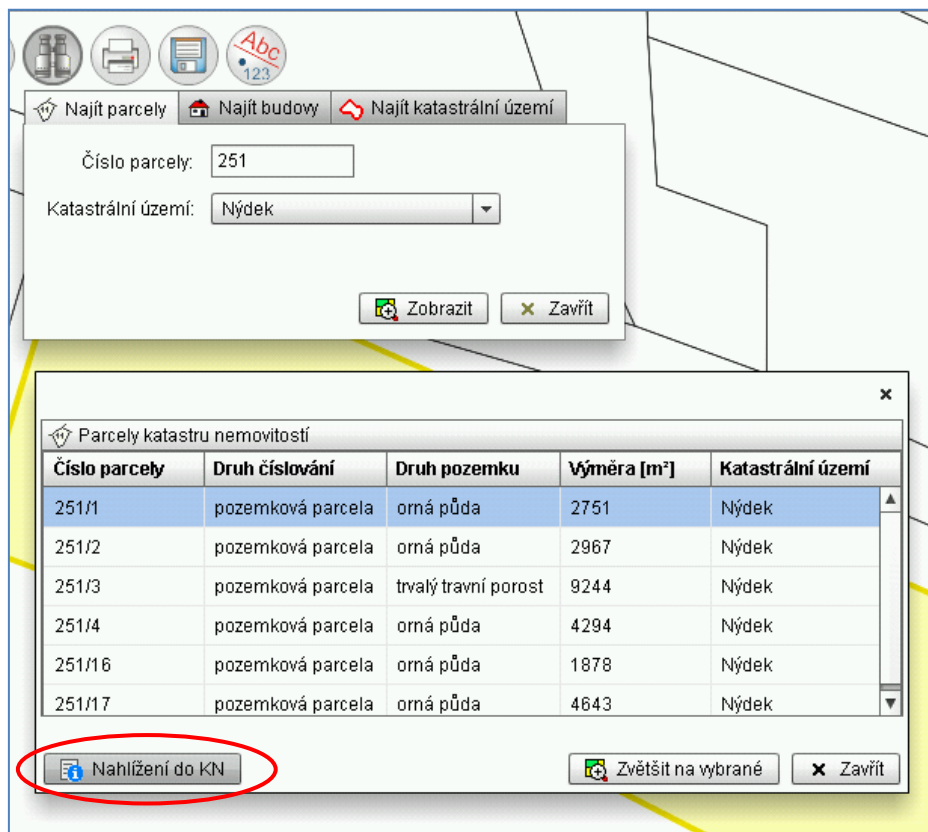 Abc
123
Najít parcely Najít budovy Najít katastrální území
Číslo parcely: 251
Katastrální území: Nýdek
Zobrazit Zavřít
Parcely katastru nemovitostí
Číslo parcely Druh číslování Druh pozemku Výměra [m²] Katastrální území
251/1 pozemková parcela orná půda 2751 Nýdek
251/2 pozemková parcela orná půda 2967 Nýdek
251/3 pozemková parcela trvalý travní porost 9244 Nýdek
251/4 pozemková parcela orná půda 4294 Nýdek
251/16 pozemková parcela orná půda 1878 Nýdek
251/17 pozemková parcela orná půda 4643 Nýdek
Nahlížení do KN Zvětšit na vybrané Zavřít